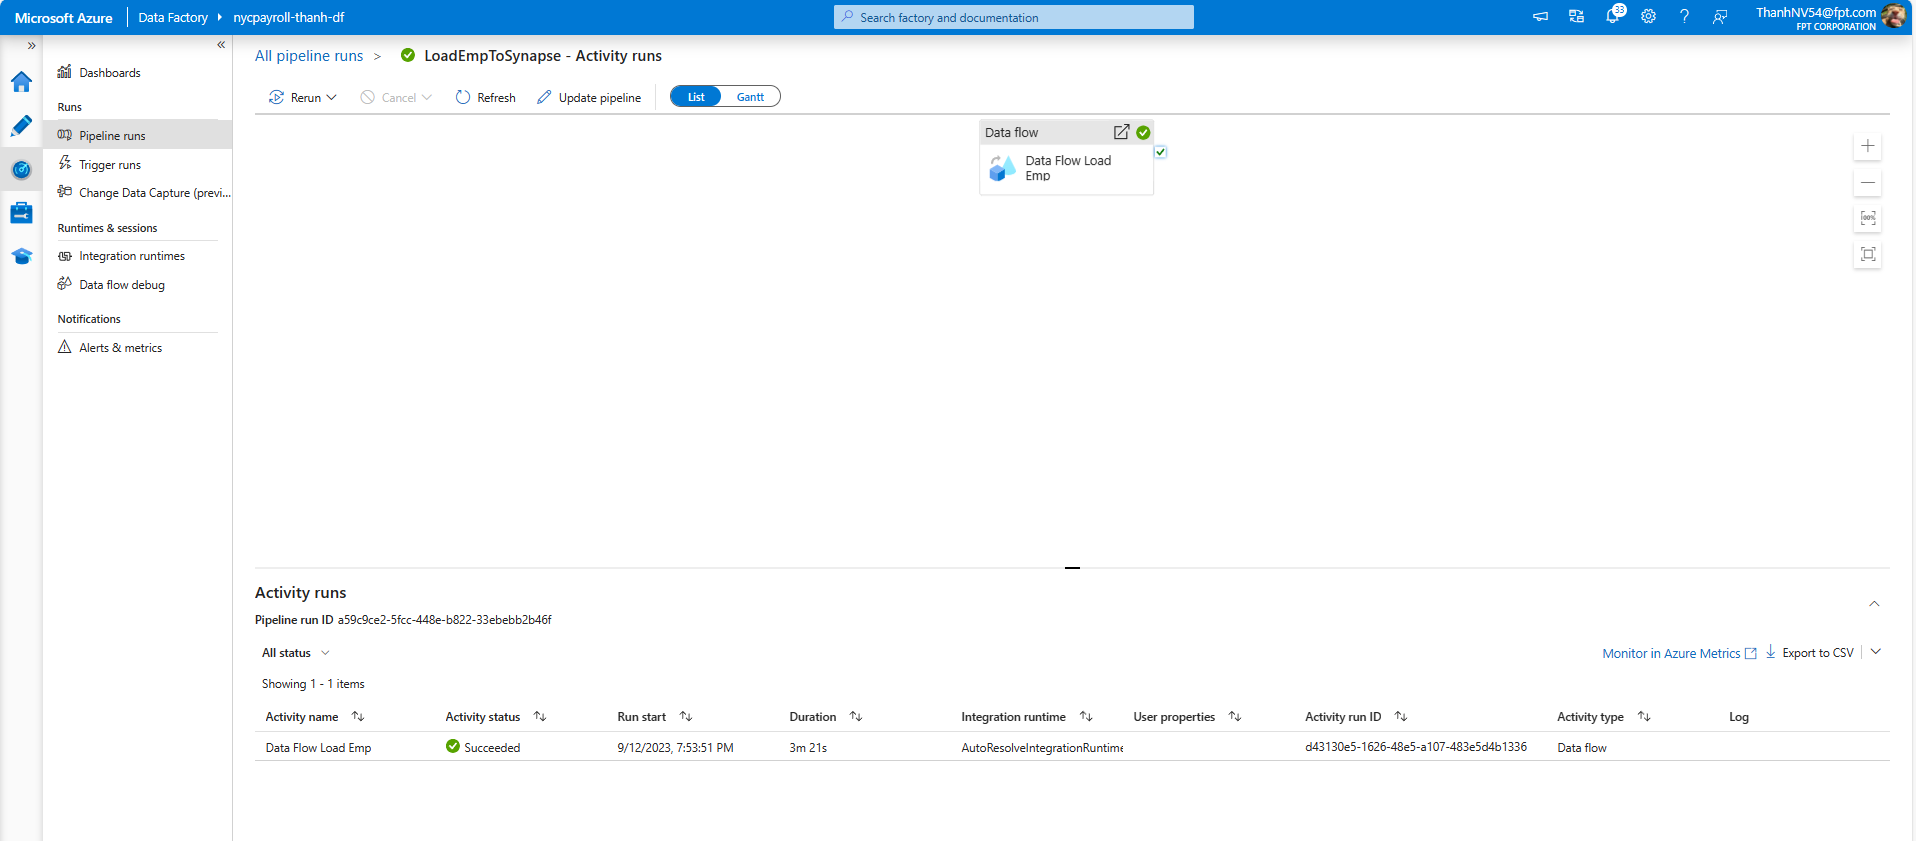 Microsoft Azure Data Factory nycpayroll-thanh-df Search factory and documentation 33 ThanhNV54@fpt.com
FPT CORPORATION
» «
Dashboards
Runs
Pipeline runs
Trigger runs
Change Data Capture (previ...
Runtimes & sessions
Integration runtimes
Data flow debug
Notifications
Alerts & metrics
All pipeline runs > LoadEmpToSynapse - Activity runs
Rerun Cancel Refresh Update pipeline List Gantt
Data flow
Data Flow Load
Emp
Activity runs
Pipeline run ID a59c9ce2-5fcc-448e-b822-33ebebb2b46f
All status Monitor in Azure Metrics Export to CSV
Showing 1 - 1 items
Activity name Activity status Run start Duration Integration runtime User properties Activity run ID Activity type Log
Data Flow Load Emp Succeeded 9/12/2023, 7:53:51 PM 3m 21s AutoResolveIntegrationRuntime d43130e5-1626-48e5-a107-483e5d4b1336 Data flow